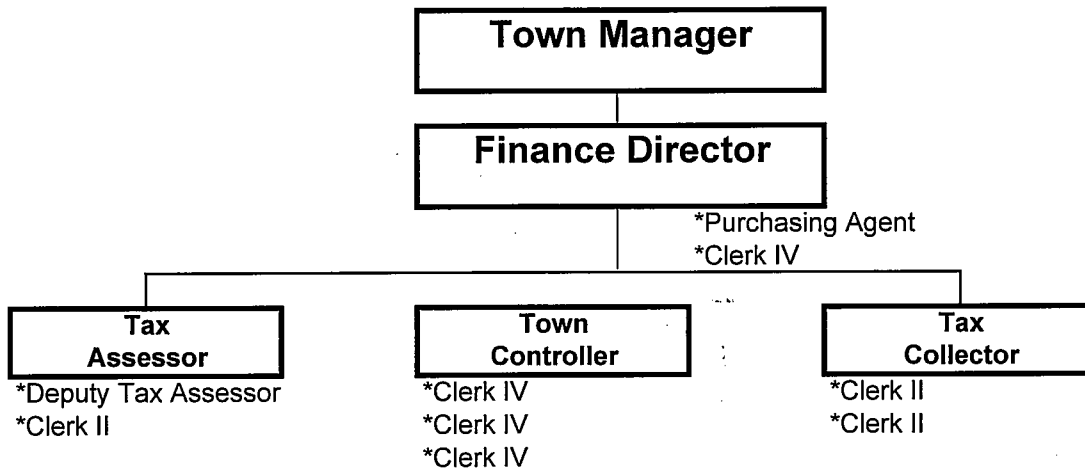 Town Manager
Finance Director
*Purchasing Agent
*Clerk IV
Tax
Assessor
*Deputy Tax Assessor
*Clerk II
Town
Controller
*Clerk IV
*Clerk IV
*Clerk IV
Tax
Collector
*Clerk II
*Clerk II